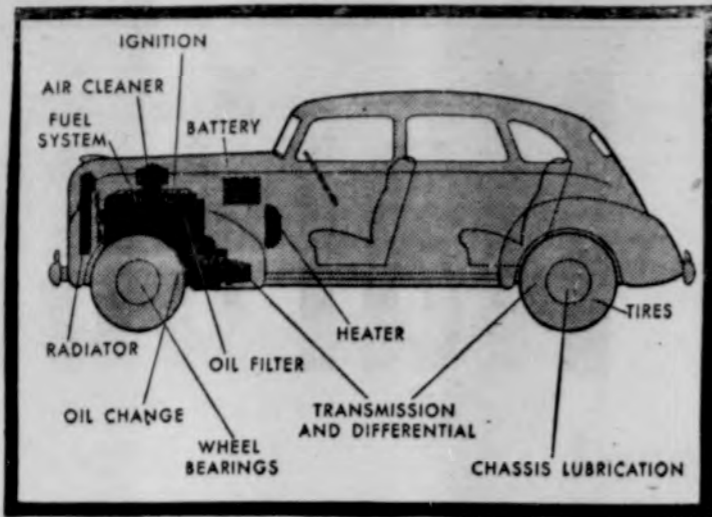 IGNITION
AIR CLEANER
FUEL
SYSTEM
BATTERY
RADIATOR
OIL FILTER
HEATER
TIRES
OIL CHANGE
TRANSMISSION
AND DIFFERENTIAL
WHEEL
BEARINGS
CHASSIS LUBRICATION